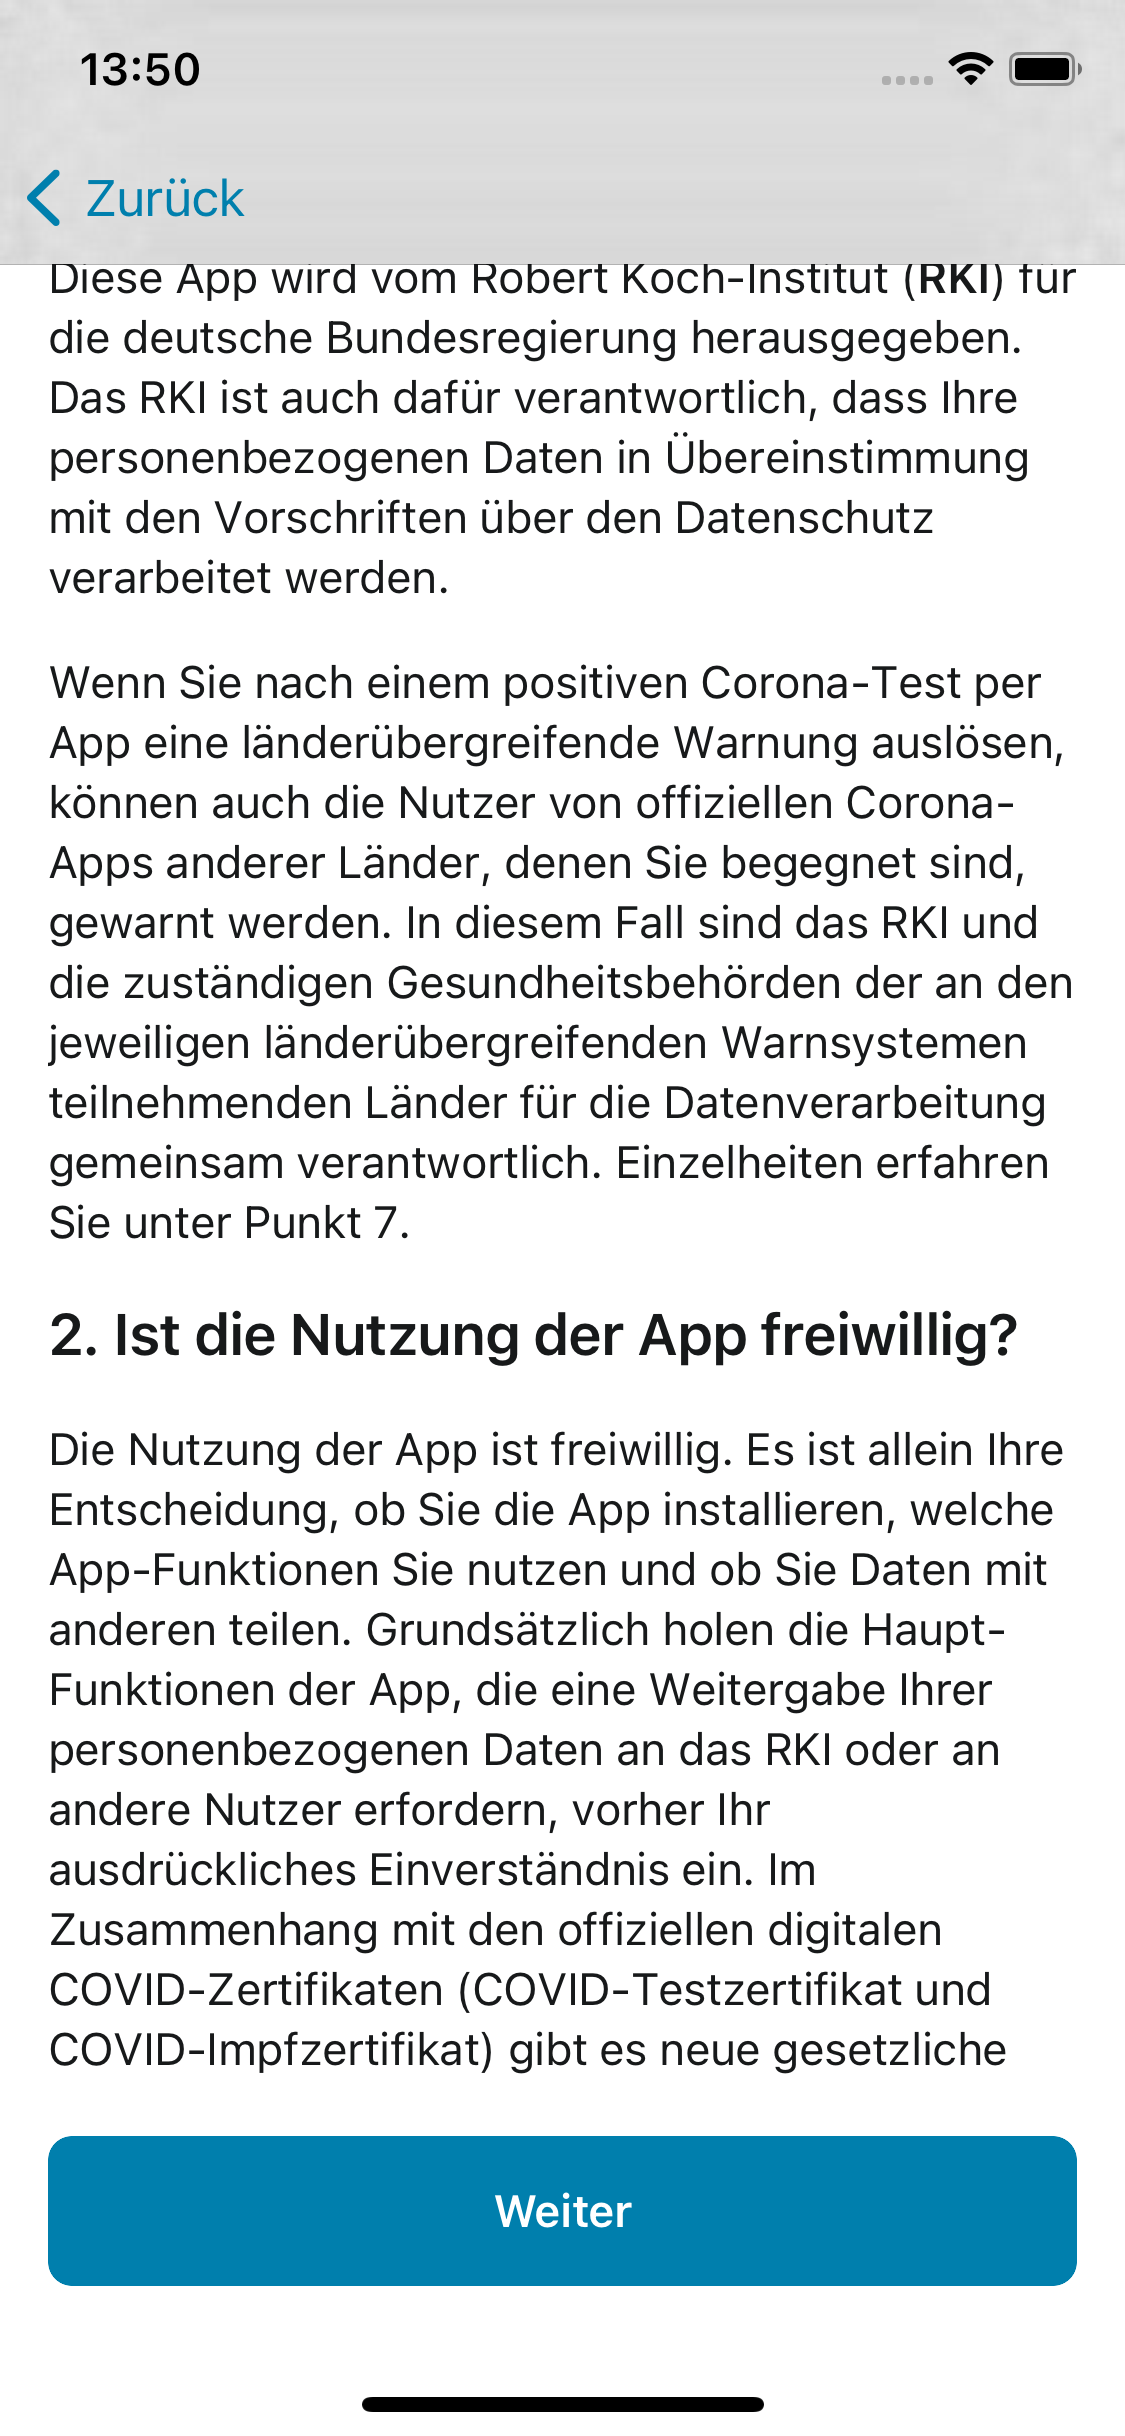 13:50
Zurück
Diese App wird vom Robert Koch-Institut (RKI) für
die deutsche Bundesregierung herausgegeben.
Das RKI ist auch dafür verantwortlich, dass Ihre
personenbezogenen Daten in Übereinstimmung
mit den Vorschriften über den Datenschutz
verarbeitet werden.
Wenn Sie nach einem positiven Corona-Test per
App eine länderübergreifende Warnung auslösen,
können auch die Nutzer von offiziellen Corona-
Apps anderer Länder, denen Sie begegnet sind,
gewarnt werden. In diesem Fall sind das RKI und
die zuständigen Gesundheitsbehörden der an den
jeweiligen länderübergreifenden Warnsystemen
teilnehmenden Länder für die Datenverarbeitung
gemeinsam verantwortlich. Einzelheiten erfahren
Sie unter Punkt 7.
2. Ist die Nutzung der App freiwillig?
Die Nutzung der App ist freiwillig. Es ist allein Ihre
Entscheidung, ob Sie die App installieren, welche
App-Funktionen Sie nutzen und ob Sie Daten mit
anderen teilen. Grundsätzlich holen die Haupt-
Funktionen der App, die eine Weitergabe Ihrer
personenbezogenen Daten an das RKI oder an
andere Nutzer erfordern, vorher Ihr
ausdrückliches Einverständnis ein. Im
Zusammenhang mit den offiziellen digitalen
COVID-Zertifikaten (COVID-Testzertifikat und
COVID-Impfzertifikat) gibt es neue gesetzliche
Weiter